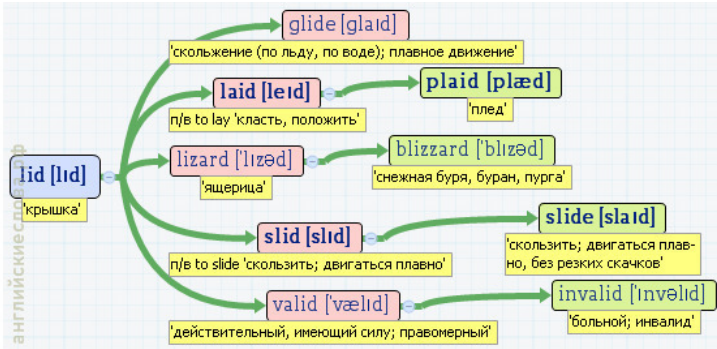 glide [glaɪd]
'скольжение (по льду, по воде); плавное движение'
laid [leɪd]
п/в to lay 'класть, положить'
plaid [plæd]
'плед'
lid [lɪd]
'крышка'
lizard ['lɪzəd]
'ящерица'
blizzard ['blɪzəd]
'снежная буря, буран, пурга'
slid [slɪd]
п/в to slide 'скользить; двигаться плавно'
slide [slaɪd]
'скользить; двигаться плав-
но, без резких скачков'
valid ['vælɪd]
'действительный, имеющий силу; правомерный'
invalid ['ɪnvəlɪd]
'больной; инвалид'
английскиеслова.рф